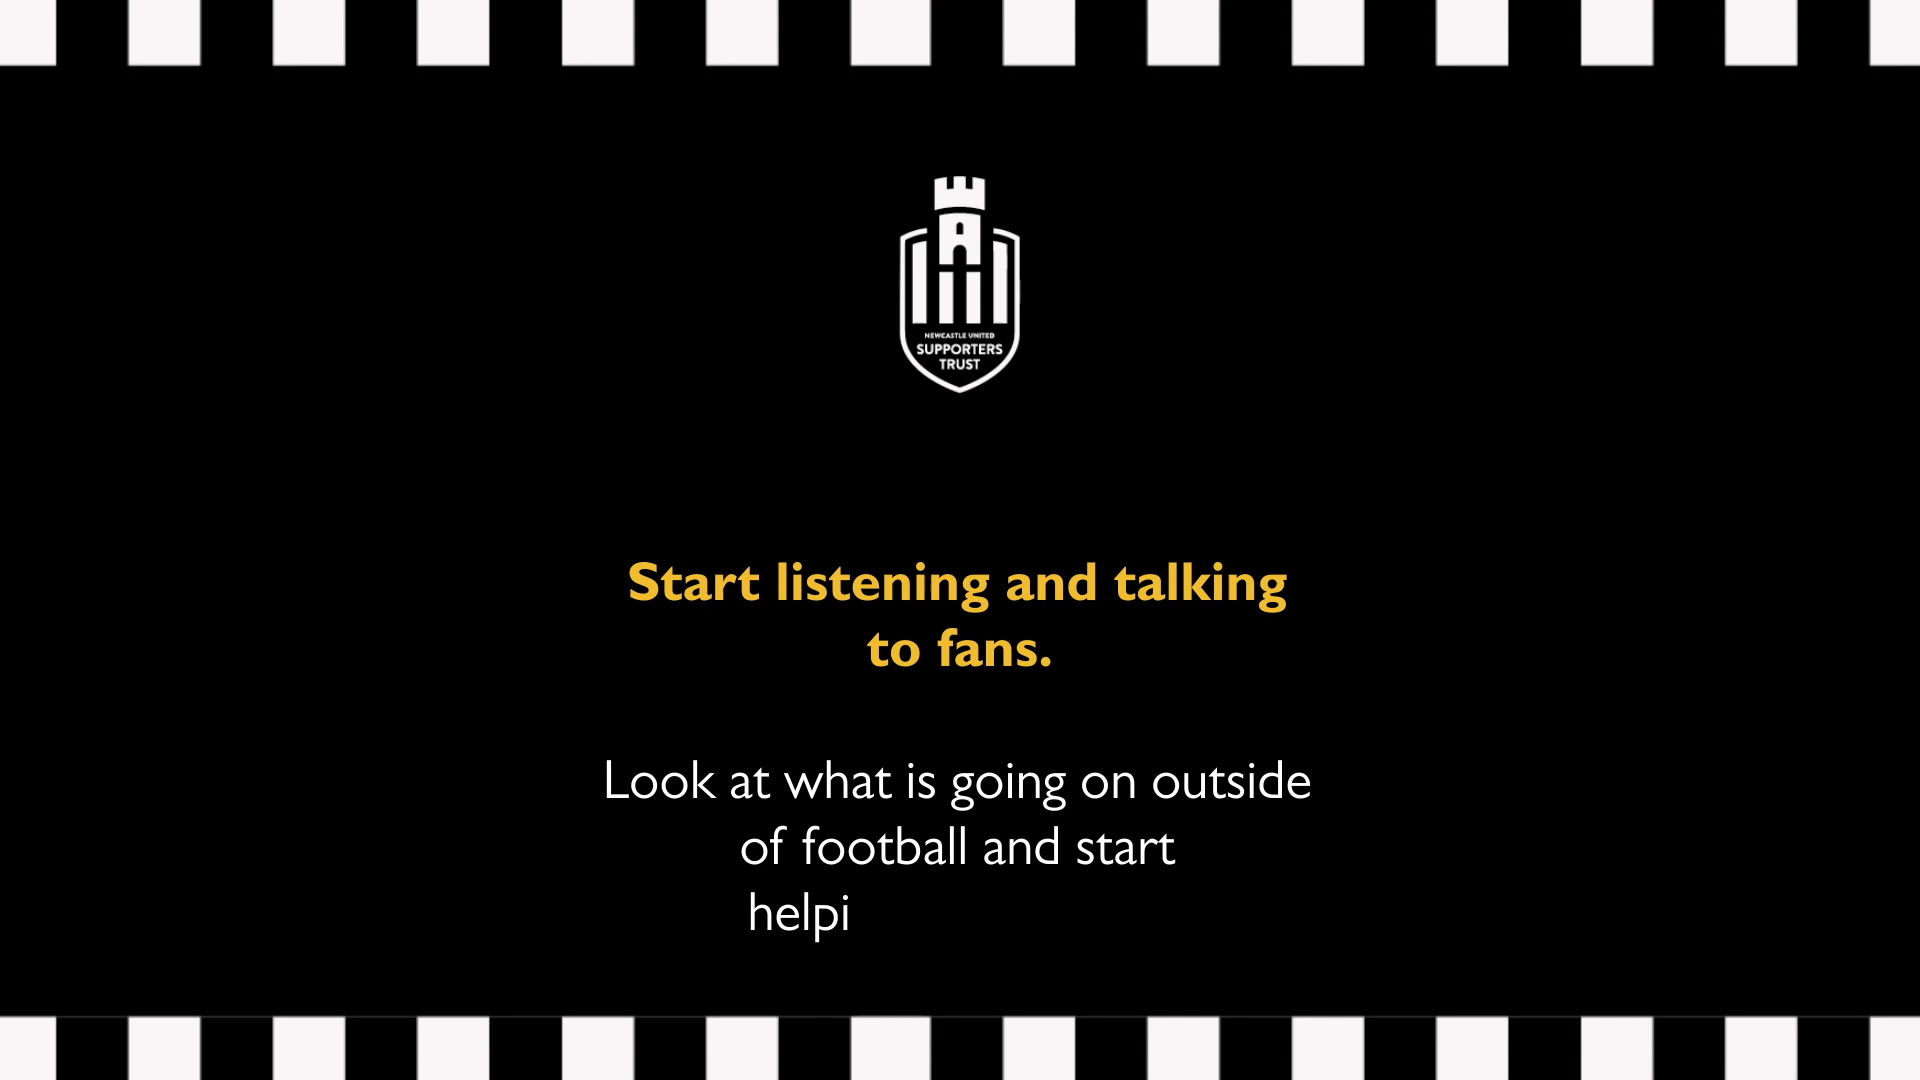 NEWCASTLE UNITED
SUPPORTERS
TRUST
Start listening and talking
to fans.
Look at what is going on outside
of football and start
helpi